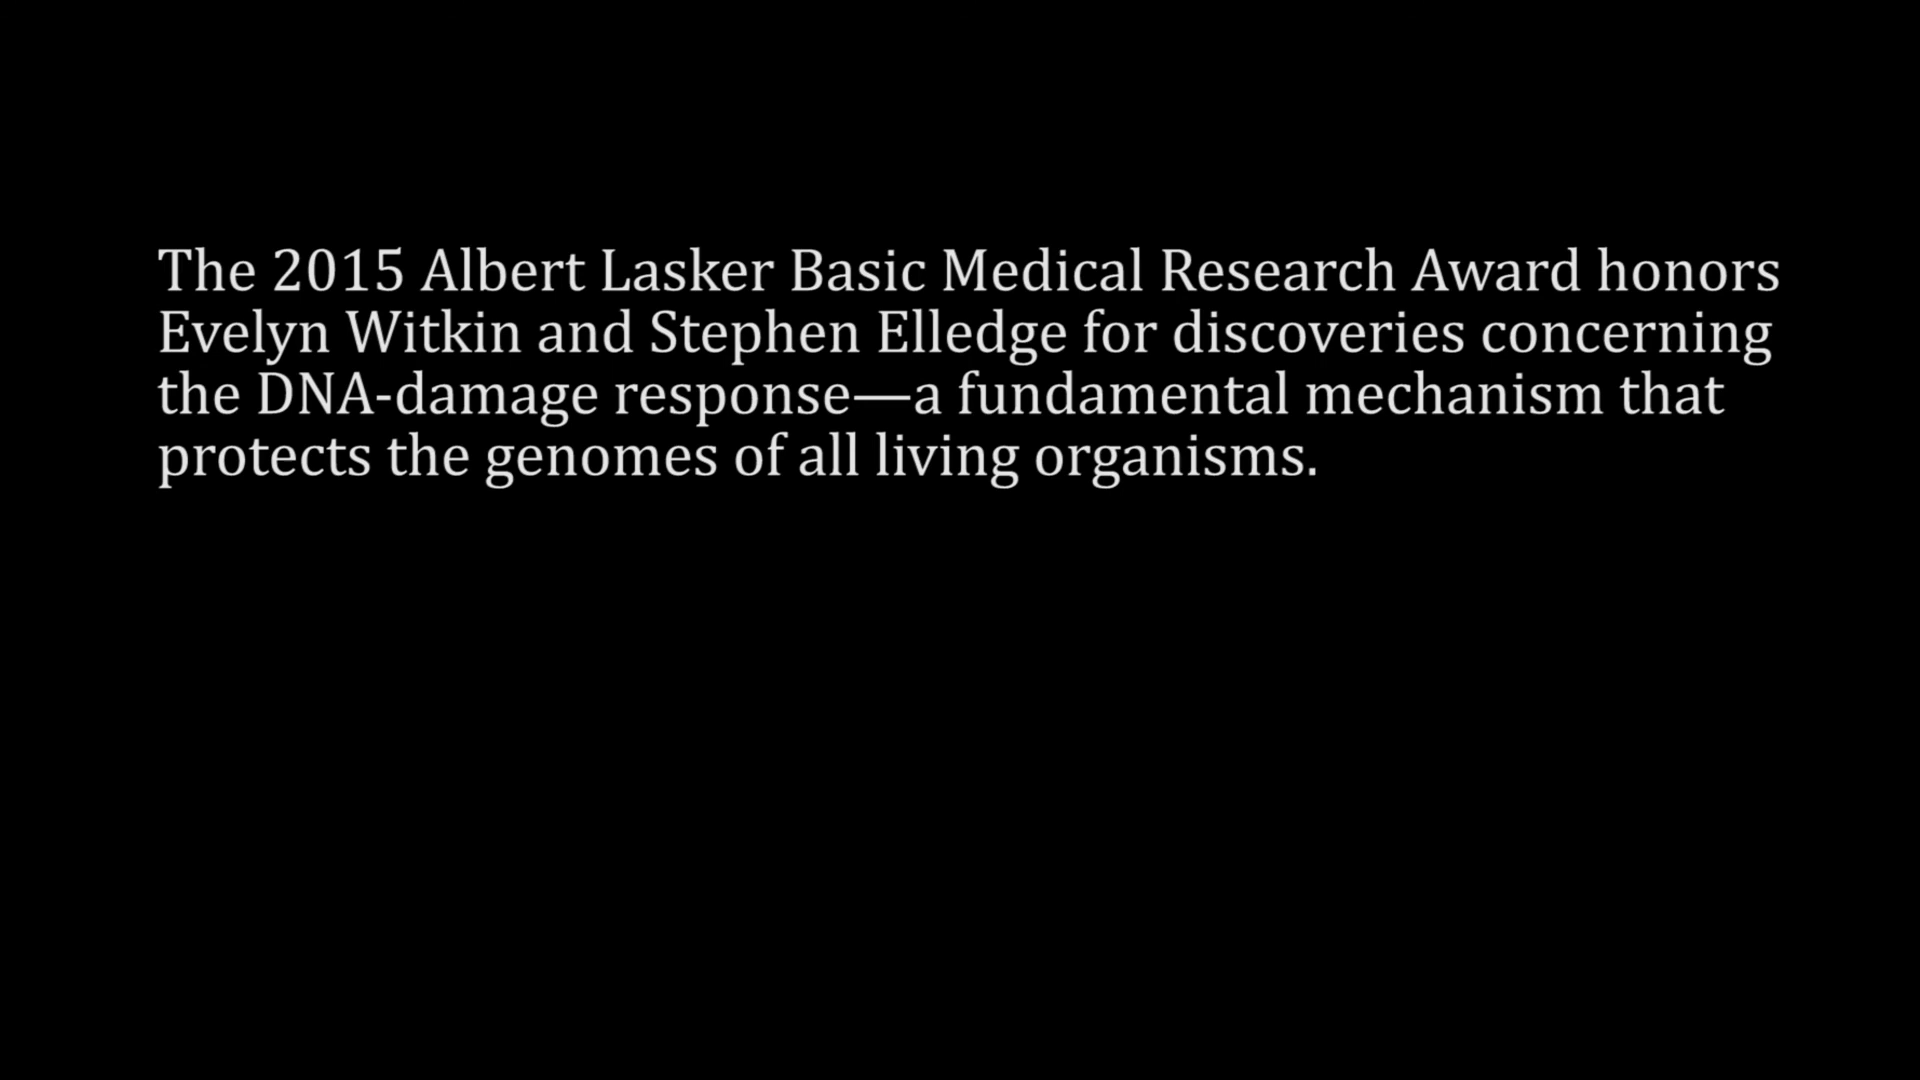 The 2015 Albert Lasker Basic Medical Research Award honors
Evelyn Witkin and Stephen Elledge for discoveries concerning
the DNA-damage response—a fundamental mechanism that
protects the genomes of all living organisms.